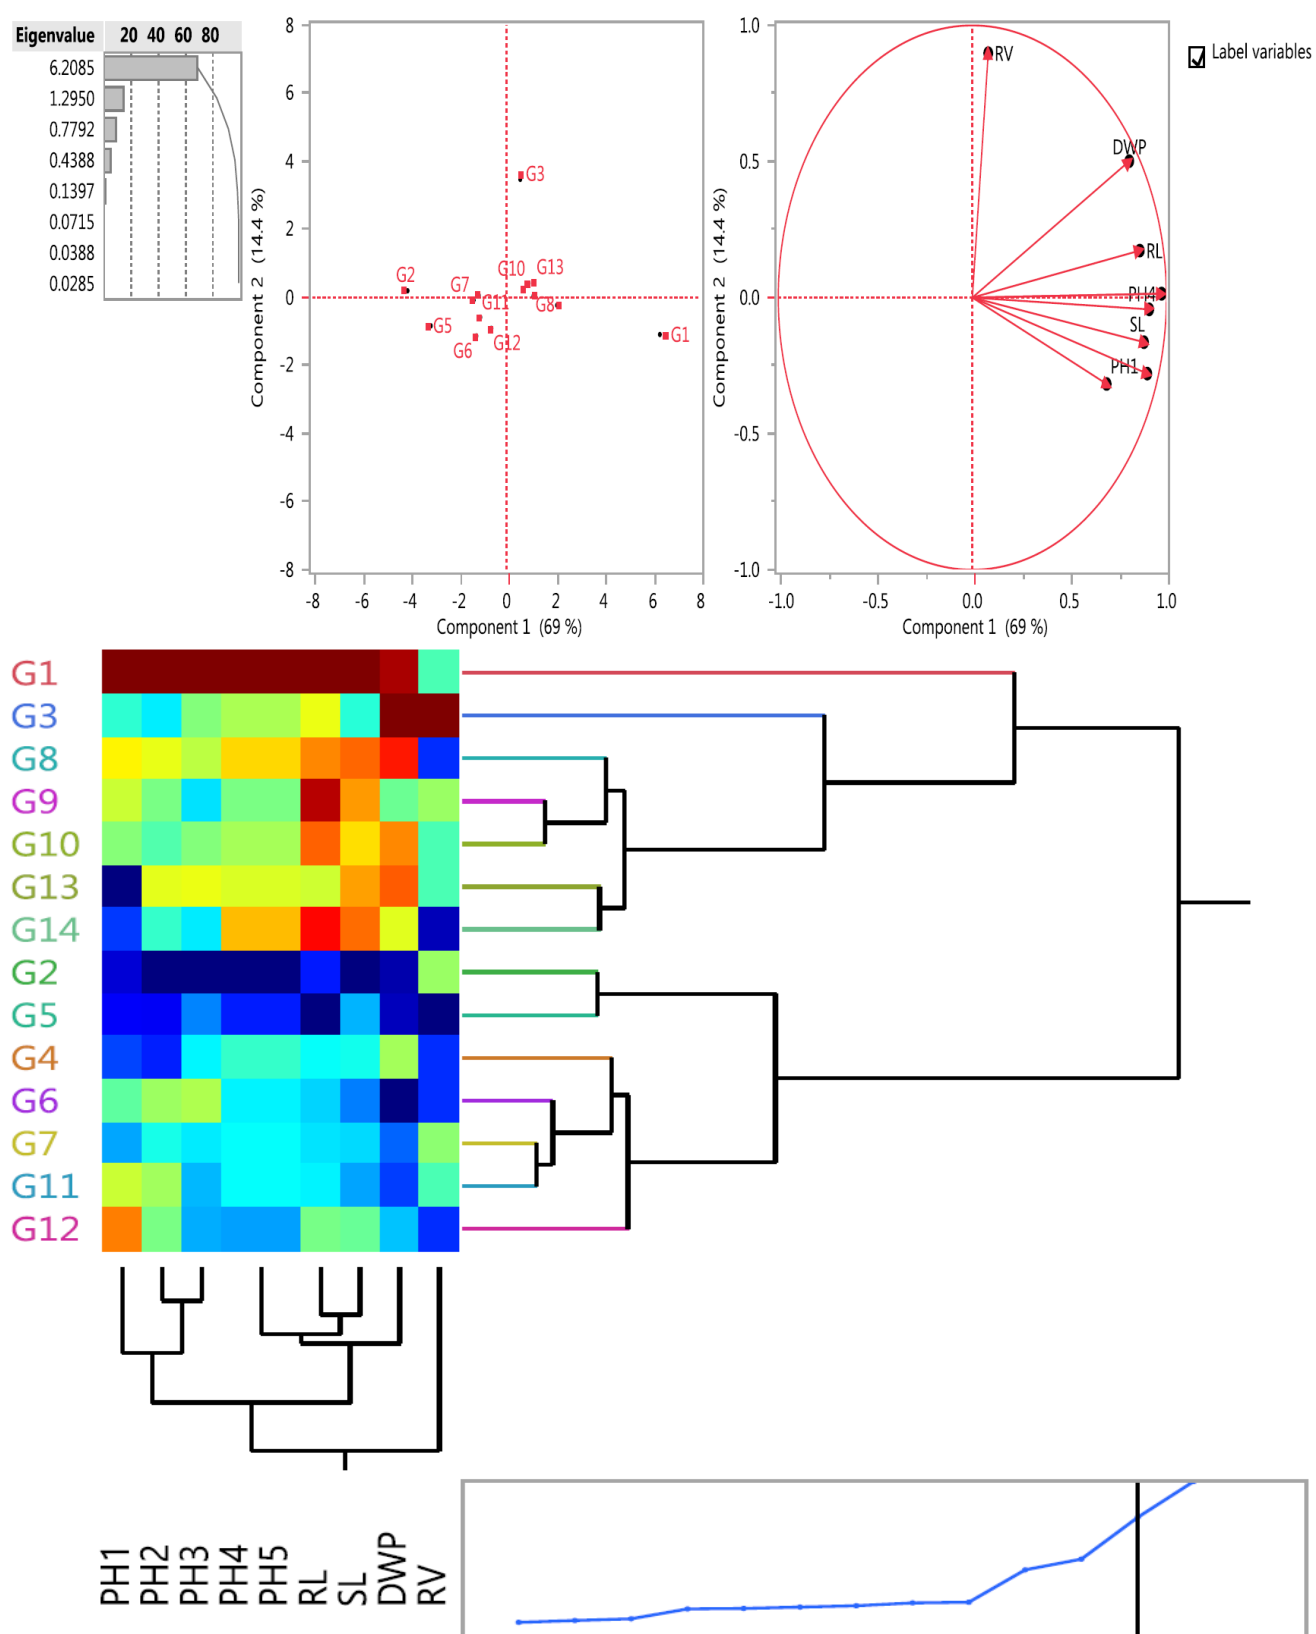 Eigenvalue 20 40 60 80
6.2085
1.2950
0.7792
0.4388
0.1397
0.0715
0.0388
0.0285
8
6
4
2
0
-2
-4
-6
-8
Component 2 (14.4 %)
G3
G2
G7
G10
G13
G11
G8
G5
G6
G12
G1
-8 -6 -4 -2 0 2 4 6 8
Component 1 (69 %)
1.0
0.5
0.0
-0.5
-1.0
Component 2 (14.4 %)
RV
DWP
RL
PH4
SL
PH1
-1.0 -0.5 0.0 0.5 1.0
Component 1 (69 %)
Label variables
G1
G3
G8
G9
G10
G13
G14
G2
G5
G4
G6
G7
G11
G12
PH1
PH2
PH3
PH4
PH5
RL
SL
DWP
RV